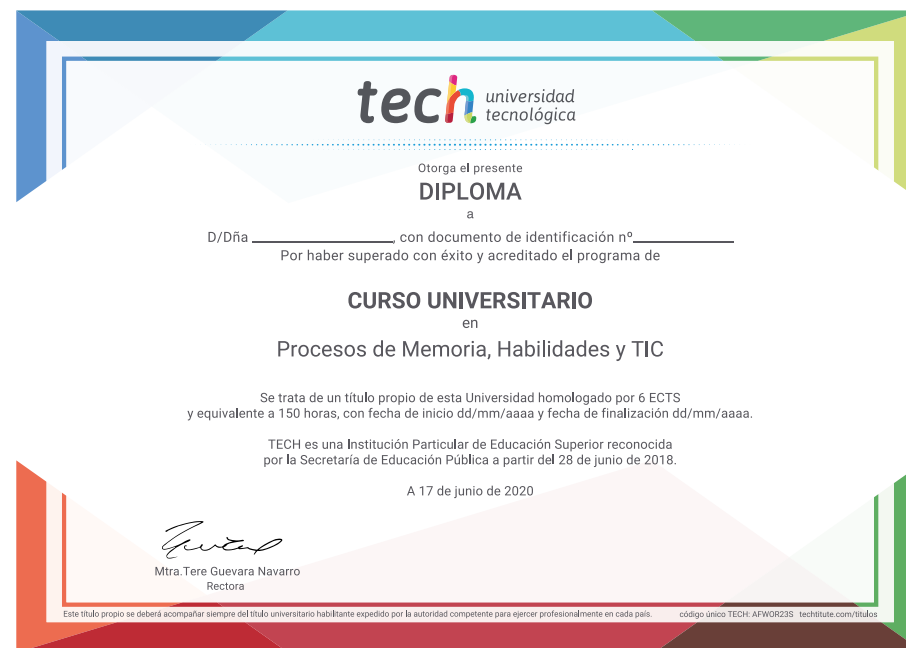 tech universidad
tecnológica
Otorga el presente
DIPLOMA
a
D/Dña ____________________, con documento de identificación nº______________
Por haber superado con éxito y acreditado el programa de
CURSO UNIVERSITARIO
en
Procesos de Memoria, Habilidades y TIC
Se trata de un título propio de esta Universidad homologado por 6 ECTS
y equivalente a 150 horas, con fecha de inicio dd/mm/aaaa y fecha de finalización dd/mm/aaaa.
TECH es una Institución Particular de Educación Superior reconocida
por la Secretaría de Educación Pública a partir del 28 de junio de 2018.
A 17 de junio de 2020
Mtra.Tere Guevara Navarro
Rectora
Este título propio se deberá acompañar siempre del título universitario habilitante expedido por la autoridad competente para ejercer profesionalmente en cada país. código único TECH: AFWOR23S techtitute.com/titulos